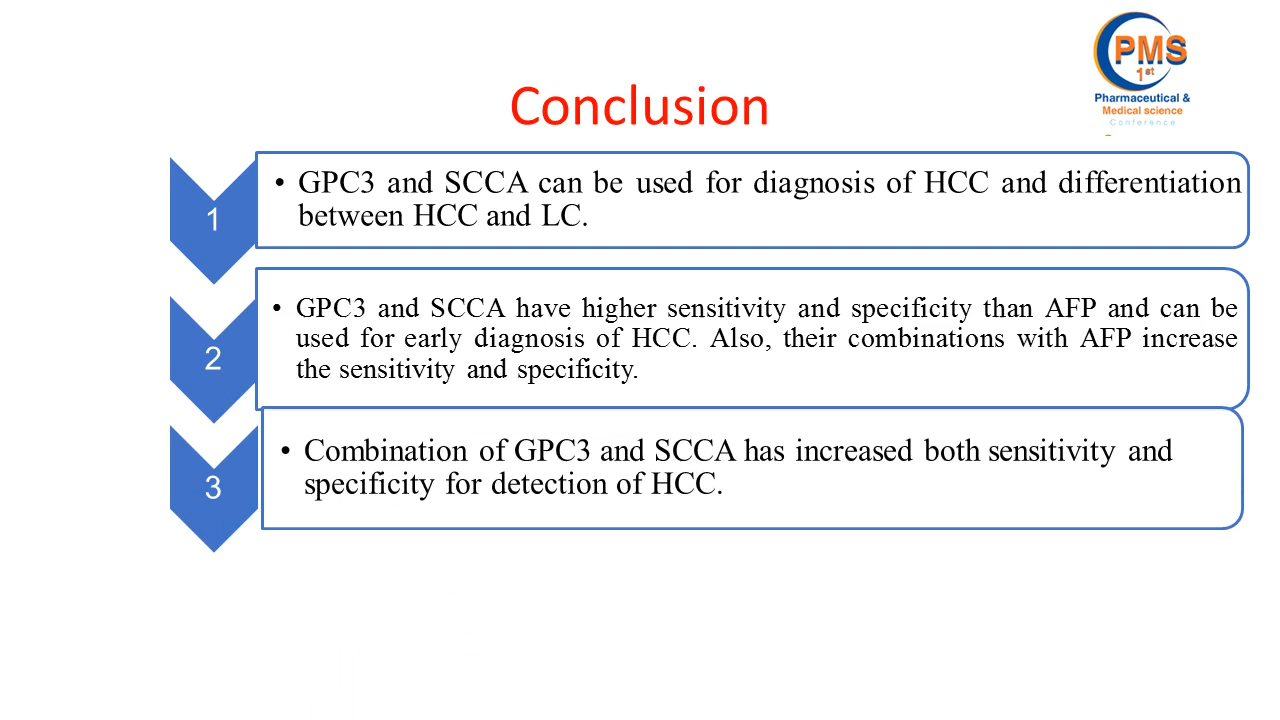 PMS
1st
Pharmaceutical &
Medical science
Conference
Conclusion
1
• GPC3 and SCCA can be used for diagnosis of HCC and differentiation
between HCC and LC.
2
• GPC3 and SCCA have higher sensitivity and specificity than AFP and can be
used for early diagnosis of HCC. Also, their combinations with AFP increase
the sensitivity and specificity.
3
• Combination of GPC3 and SCCA has increased both sensitivity and
specificity for detection of HCC.